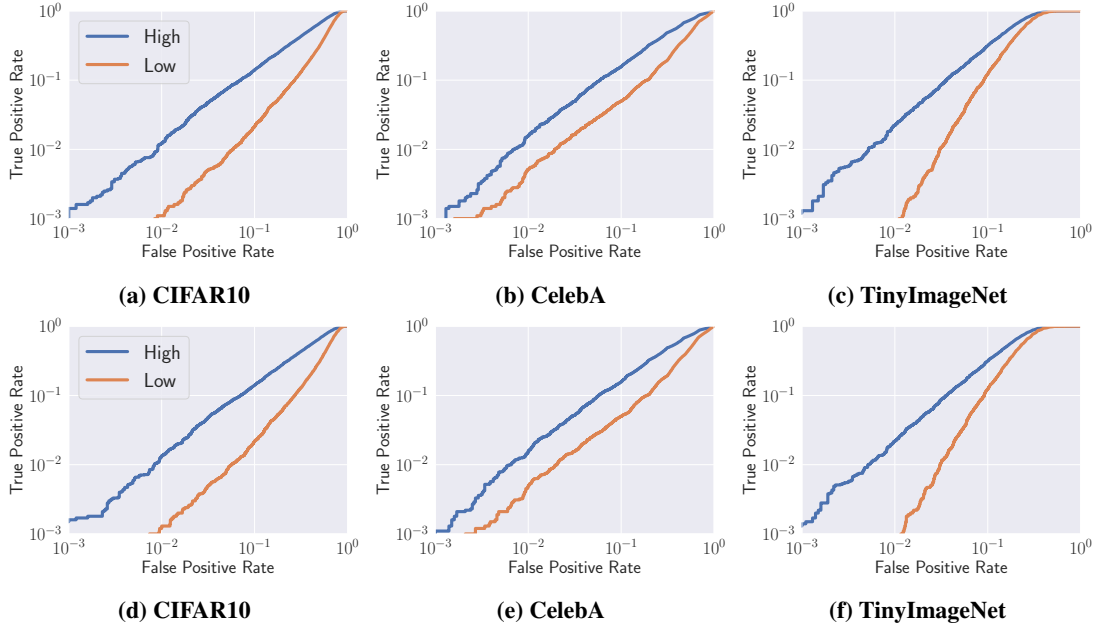 10^0
10^-1
10^-2
10^-3
10^-3 10^-2 10^-1 10^0
True Positive Rate
False Positive Rate
High
Low
(a) CIFAR10
10^0
10^-1
10^-2
10^-3
10^-3 10^-2 10^-1 10^0
True Positive Rate
False Positive Rate
(b) CelebA
10^0
10^-1
10^-2
10^-3
10^-3 10^-2 10^-1 10^0
True Positive Rate
False Positive Rate
(c) TinyImageNet
10^0
10^-1
10^-2
10^-3
10^-3 10^-2 10^-1 10^0
True Positive Rate
False Positive Rate
High
Low
(d) CIFAR10
10^0
10^-1
10^-2
10^-3
10^-3 10^-2 10^-1 10^0
True Positive Rate
False Positive Rate
(e) CelebA
10^0
10^-1
10^-2
10^-3
10^-3 10^-2 10^-1 10^0
True Positive Rate
False Positive Rate
(f) TinyImageNet